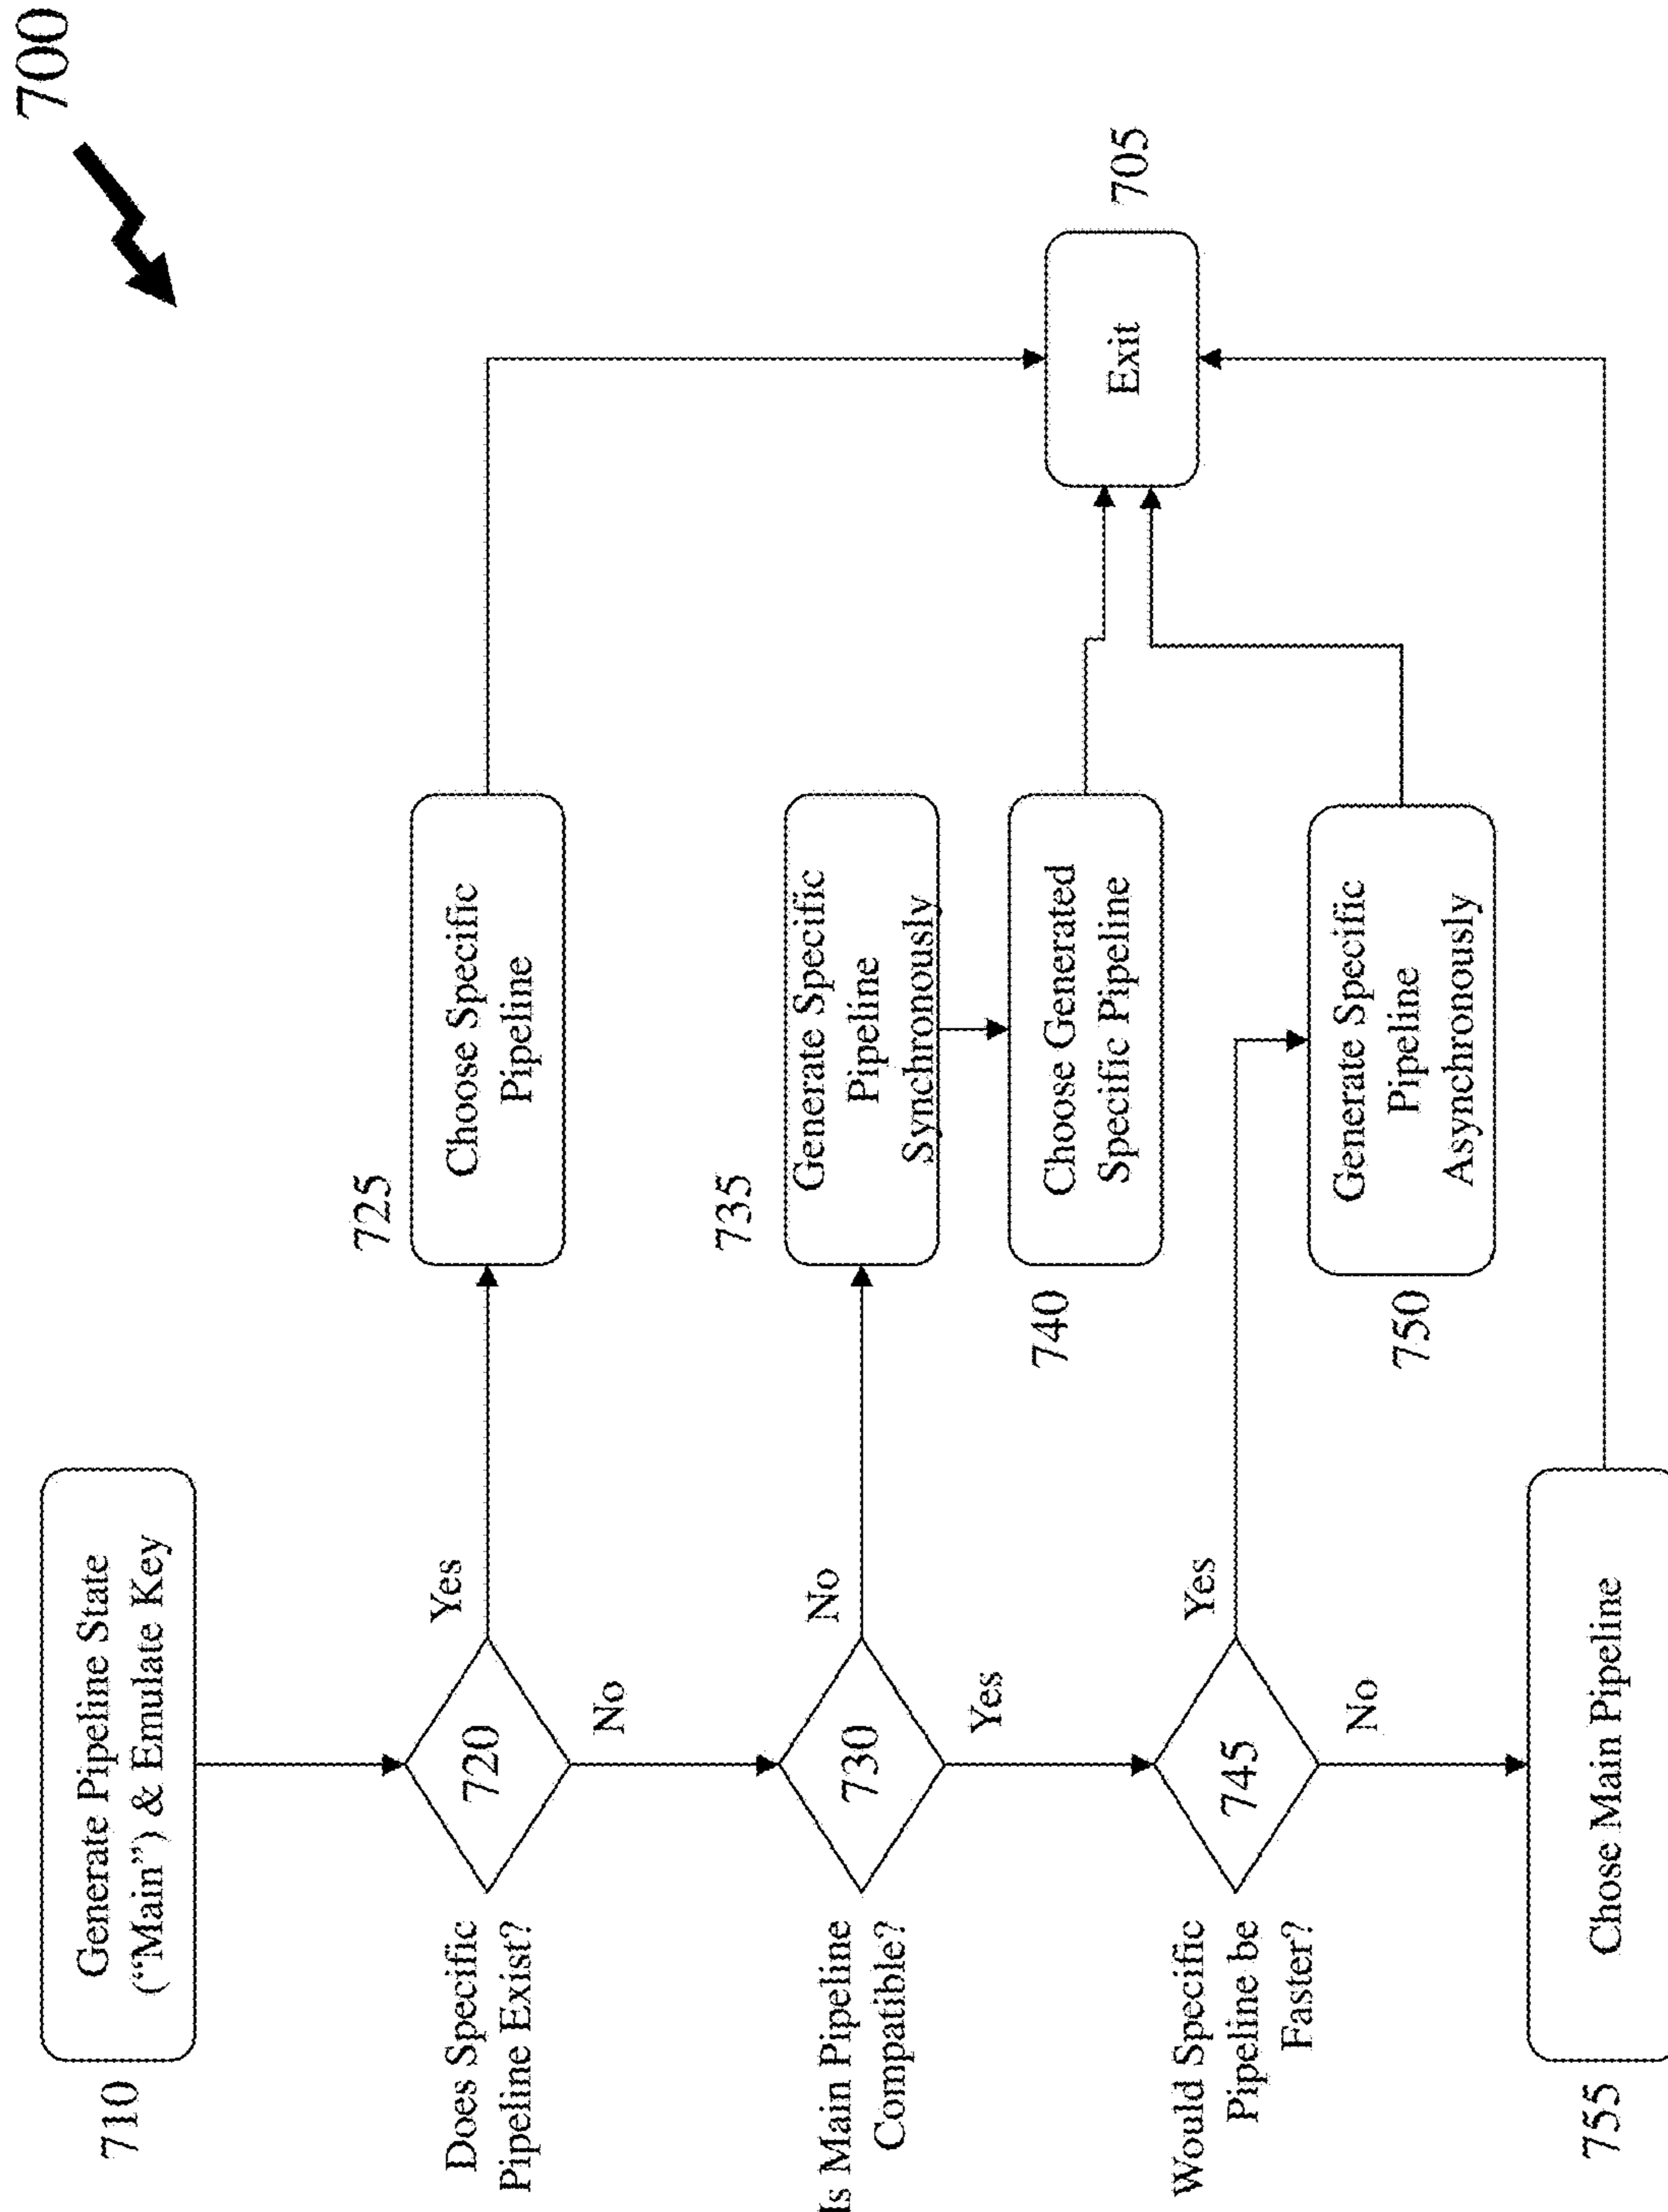 700
710
Generate Pipeline State
(“Main”) & Emulate Key
Does Specific
Pipeline Exist?
720
Yes
No
725
Choose Specific
Pipeline
Is Main Pipeline
Compatible?
730
No
Yes
735
Generate Specific
Pipeline
Synchronously
740
Choose Generated
Specific Pipeline
Would Specific
Pipeline be
Faster?
745
Yes
No
750
Generate Specific
Pipeline
Asynchronously
755
Chose Main Pipeline
Exit
705